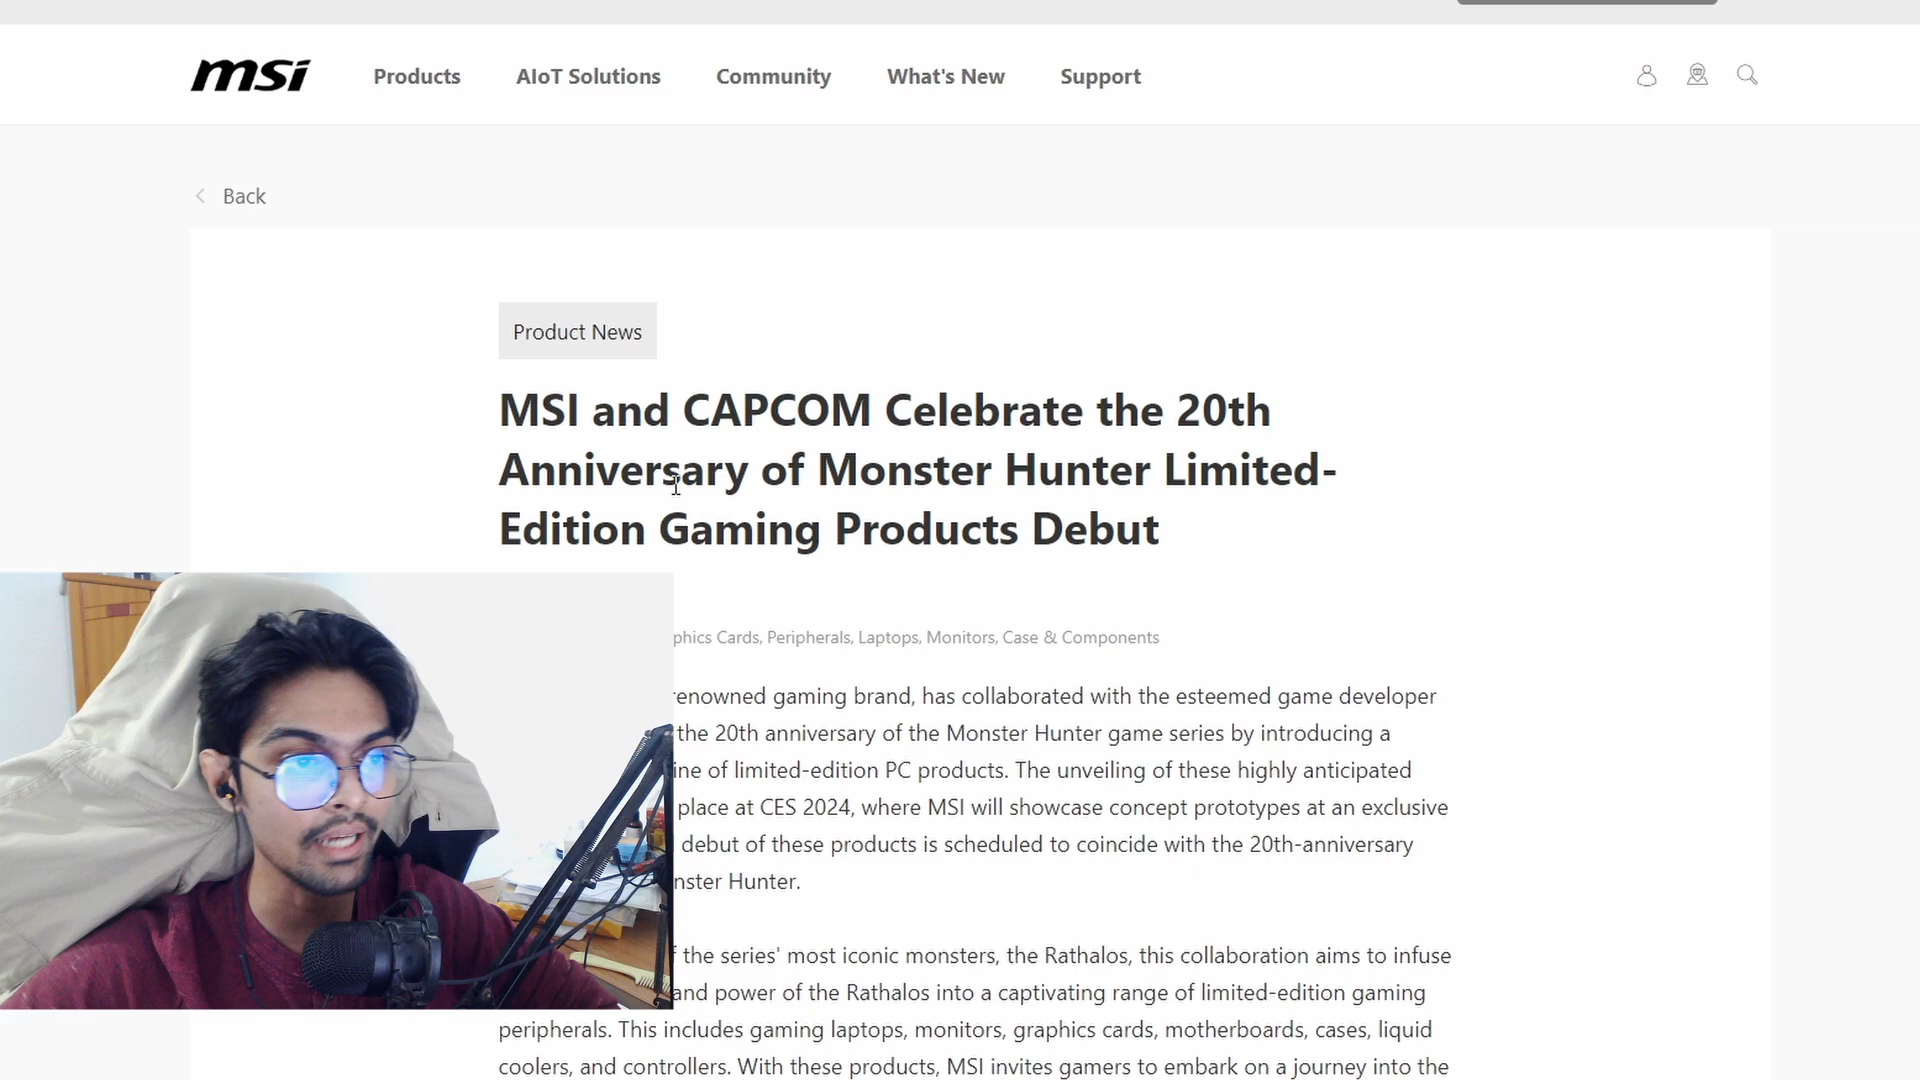 msi Products AIoT Solutions Community What's New Support
Back
Product News
MSI and CAPCOM Celebrate the 20th
Anniversary of Monster Hunter Limited-
Edition Gaming Products Debut
Cards, Peripherals, Laptops, Monitors, Case & Components
renowned gaming brand, has collaborated with the esteemed game developer
the 20th anniversary of the Monster Hunter game series by introducing a
of limited-edition PC products. The unveiling of these highly anticipated
place at CES 2024, where MSI will showcase concept prototypes at an exclusive
debut of these products is scheduled to coincide with the 20th-anniversary
Hunter.
the series' most iconic monsters, the Rathalos, this collaboration aims to infuse
and power of the Rathalos into a captivating range of limited-edition gaming
peripherals. This includes gaming laptops, monitors, graphics cards, motherboards, cases, liquid
coolers, and controllers. With these products, MSI invites gamers to embark on a journey into the